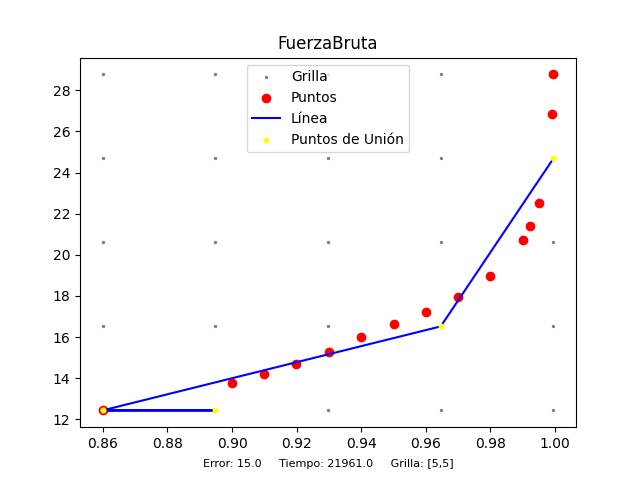 FuerzaBruta
Grilla
Puntos
Línea
Puntos de Unión
28
26
24
22
20
18
16
14
12
0.86 0.88 0.90 0.92 0.94 0.96 0.98 1.00
Error: 15.0 Tiempo: 21961.0 Grilla: [5,5]